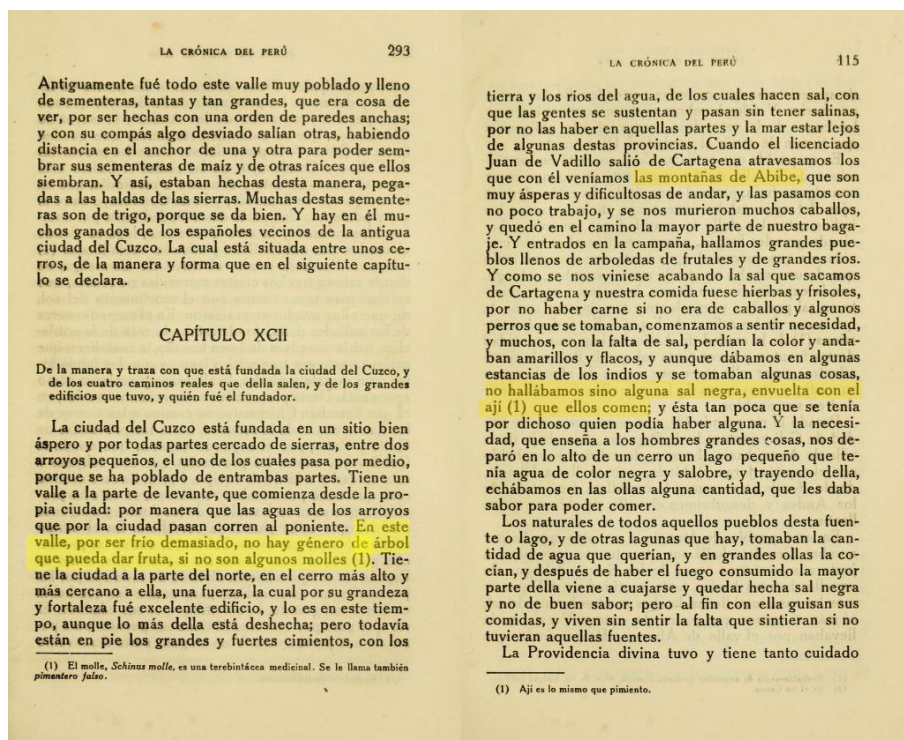 LA CRÓNICA DEL PERÚ 293
Antiguamente fué todo este valle muy poblado y lleno
de sementeras, tantas y tan grandes, que era cosa de
ver, por ser hechas con una orden de paredes anchas;
y con su compás algo desviado salían otras, habiendo
distancia en el anchor de una y otra para poder sem-
brar sus sementeras de maíz y de otras raíces que ellos
siembran. Y así, estaban hechas desta manera, pega-
das a las haldas de las sierras. Muchas destas semente-
ras son de trigo, porque se da bien. Y hay en él mu-
chos ganados de los españoles vecinos de la antigua
ciudad del Cuzco. La cual está situada entre unos ce-
rros, de la manera y forma que en el siguiente capítu-
lo se declara.
CAPÍTULO XCII
De la manera y traza con que está fundada la ciudad del Cuzco, y
de los cuatro caminos reales que della salen, y de los grandes
edificios que tuvo, y quién fué el fundador.
La ciudad del Cuzco está fundada en un sitio bien
áspero y por todas partes cercado de sierras, entre dos
arroyos pequeños, el uno de los cuales pasa por medio,
porque se ha poblado de entrambas partes. Tiene un
valle a la parte de levante, que comienza desde la pro-
pia ciudad: por manera que las aguas de los arroyos
que por la ciudad pasan corren al poniente. En este
valle, por ser frío demasiado, no hay género de árbol
que pueda dar fruta, si no son algunos molles (1). Tie-
ne la ciudad a la parte del norte, en el cerro más alto y
más cercano a ella, una fuerza, la cual por su grandeza
y fortaleza fué excelente edificio, y lo es en este tiem-
po, aunque lo más della está deshecha; pero todavía
están en pie los grandes y fuertes cimientos, con los
(1) El molle, Schinus molle, es una terebintácea medicinal. Se le llama también
pimentero falso.
LA CRÓNICA DEL PERÚ 115
tierra y los ríos del agua, de los cuales hacen sal, con
que las gentes se sustentan y pasan sin tener salinas,
por no las haber en aquellas partes y la mar estar lejos
de algunas destas provincias. Cuando el licenciado
Juan de Vadillo salió de Cartagena atravesamos los
que con él veníamos las montañas de Abibe, que son
muy ásperas y dificultosas de andar, y las pasamos con
no poco trabajo, y se nos murieron muchos caballos,
y quedó en el camino la mayor parte de nuestro baga-
je. Y entrados en la campaña, hallamos grandes pue-
blos llenos de arboledas de frutales y de grandes ríos.
Y como se nos viniese acabando la sal que sacamos
de Cartagena y nuestra comida fuese hierbas y frisoles,
por no haber carne si no era de caballos y algunos
perros que se tomaban, comenzamos a sentir necesidad,
y muchos, con la falta de sal, perdían la color y anda-
ban amarillos y flacos, y aunque dábamos en algunas
estancias de los indios y se tomaban algunas cosas,
no hallábamos sino alguna sal negra, envuelta con el
ají (1) que ellos comen; y ésta tan poca que se tenía
por dichoso quien podía haber alguna. Y la necesi-
dad, que enseña a los hombres grandes cosas, nos de-
paró en lo alto de un cerro un lago pequeño que te-
nía agua de color negra y salobre, y trayendo della,
echábamos en las ollas alguna cantidad, que les daba
sabor para poder comer.
Los naturales de todos aquellos pueblos desta fuen-
te o lago, y de otras lagunas que hay, tomaban la can-
tidad de agua que querían, y en grandes ollas la co-
cían, y después de haber el fuego consumido la mayor
parte della viene a cuajarse y quedar hecha sal negra
y no de buen sabor; pero al fin con ella guisan sus
comidas, y viven sin sentir la falta que sintieran si no
tuvieran aquellas fuentes.
La Providencia divina tuvo y tiene tanto cuidado
(1) Ají es lo mismo que pimiento.